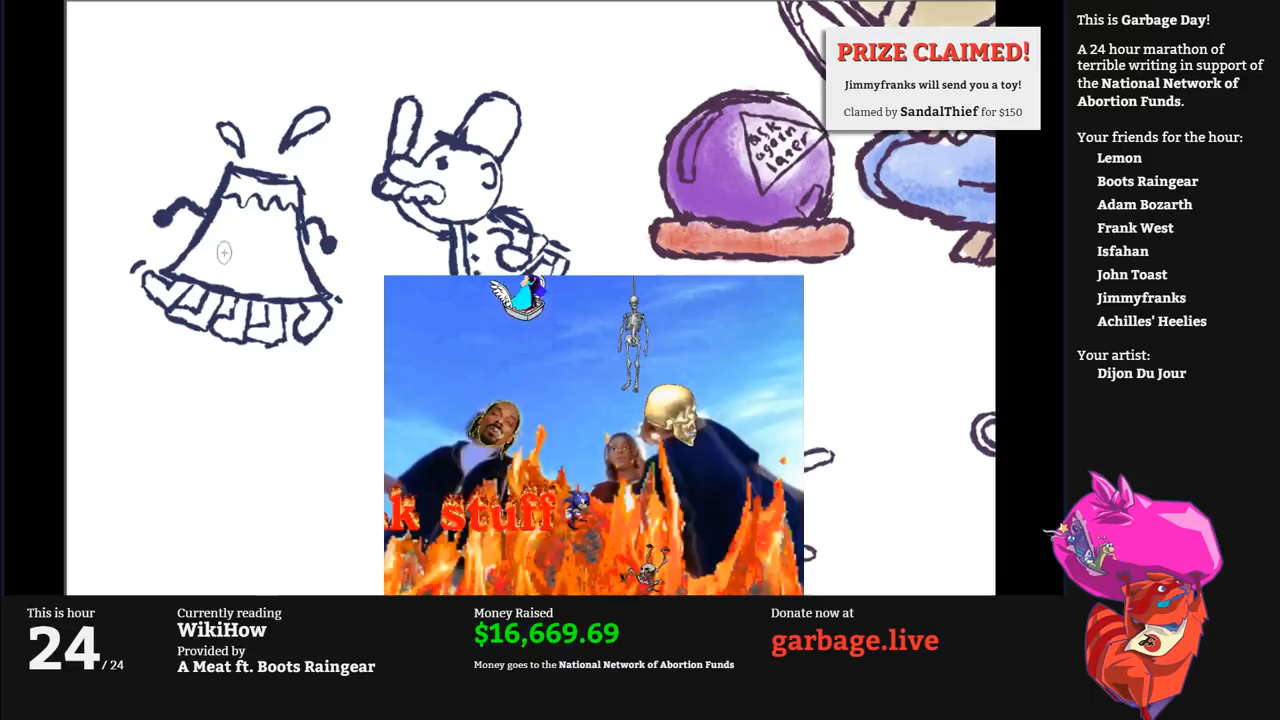 PRIZE CLAIMED!
Jimmyfranks will send you a toy!
Clamed by SandalThief for $150
ask
again
later
k stuff
This is Garbage Day!
A 24 hour marathon of
terrible writing in support of
the National Network of
Abortion Funds.
Your friends for the hour:
Lemon
Boots Raingear
Adam Bozarth
Frank West
Isfahan
John Toast
Jimmyfranks
Achilles' Heelies
Your artist:
Dijon Du Jour
This is hour
24 / 24
Currently reading
WikiHow
Provided by
A Meat ft. Boots Raingear
Money Raised
$16,669.69
Money goes to the National Network of Abortion Funds
Donate now at
garbage.live